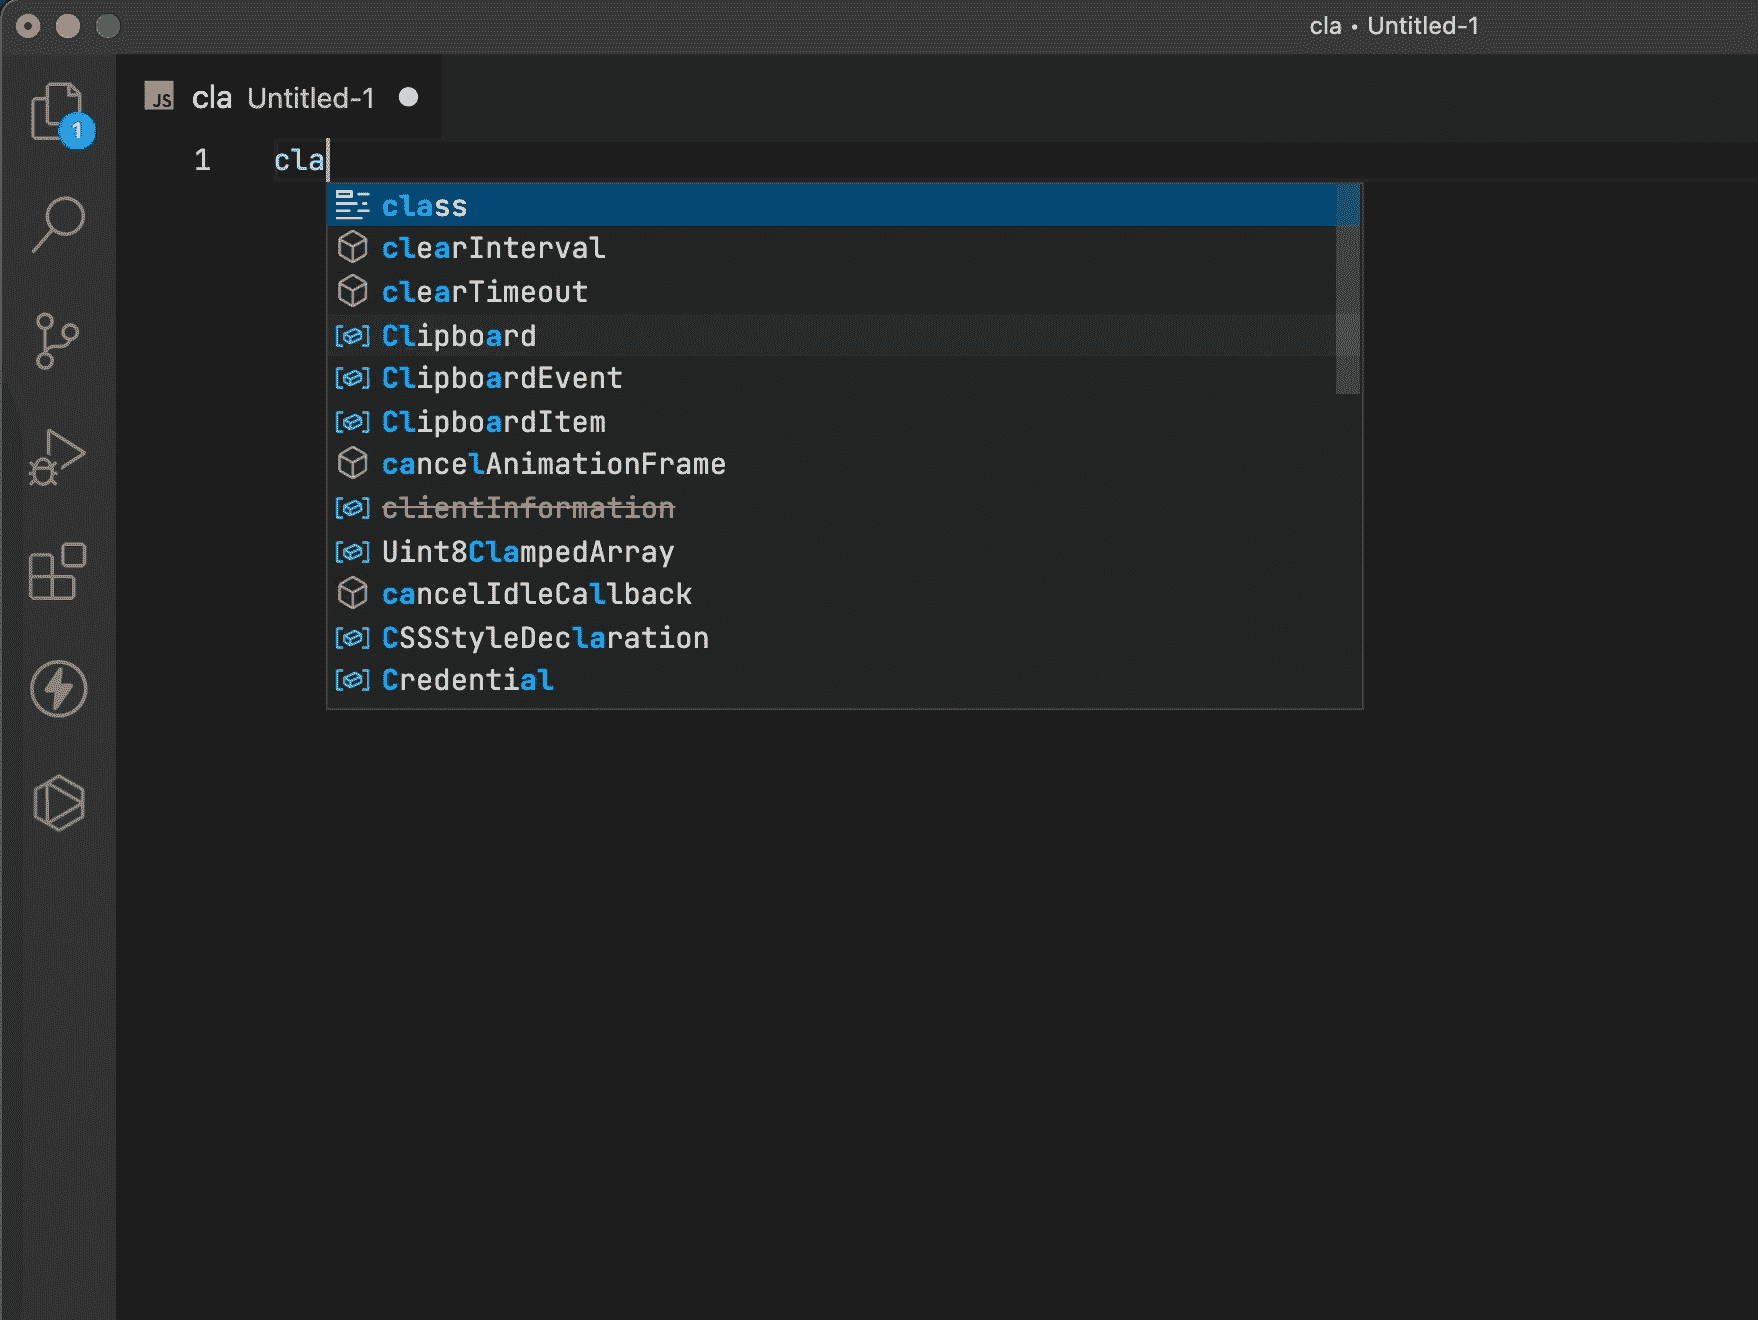 cla • Untitled-1
1
JS cla Untitled-1
1 cla
class
clearInterval
clearTimeout
Clipboard
ClipboardEvent
ClipboardItem
cancelAnimationFrame
clientInformation
Uint8ClampedArray
cancelIdleCallback
CSSStyleDeclaration
Credential